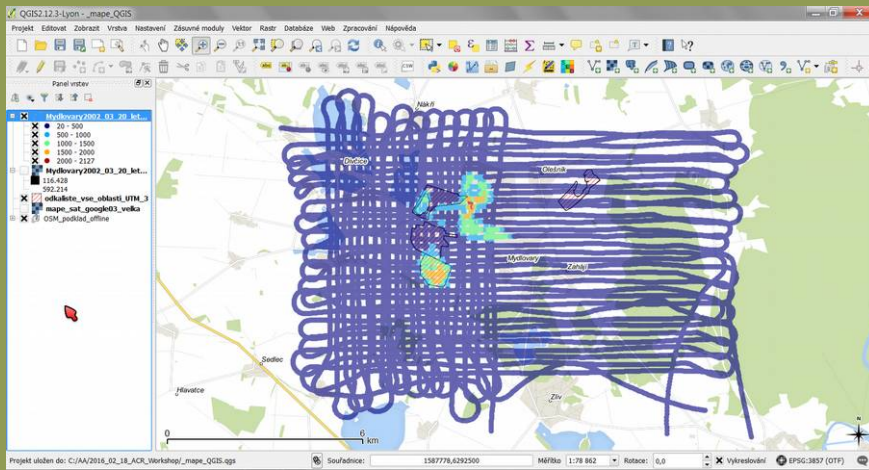 QGIS2.12.3-Lyon - _mape_QGIS
Projekt Editovat Zobrazit Vrstva Nastavení Zásuvné moduly Vektor Rastr Databáze Web Zpracování Nápověda
CSW
Panel vrstev
Mydlovary2002_03_20_let...
20 - 500
500 - 1000
1000 - 1500
1500 - 2000
2000 - 2127
Mydlovary2002_03_20_let...
116.428
592.214
odkaliste_vse_oblasti_UTM_3
mape_sat_google03_velka
OSM_podklad_offline
Nákří
Dívčice
Olešník
Mydlovary
Zahájí
Sedlec
Hlavatce
Zliv
0 6
km
N
Projekt uložen do: C:/AA/2016_02_18_ACR_Workshop/_mape_QGIS.qgs Souřadnice: 1587778,6292500 Měřítko 1:78 862 Rotace: 0,0 Vykreslování EPSG:3857 (OTF)